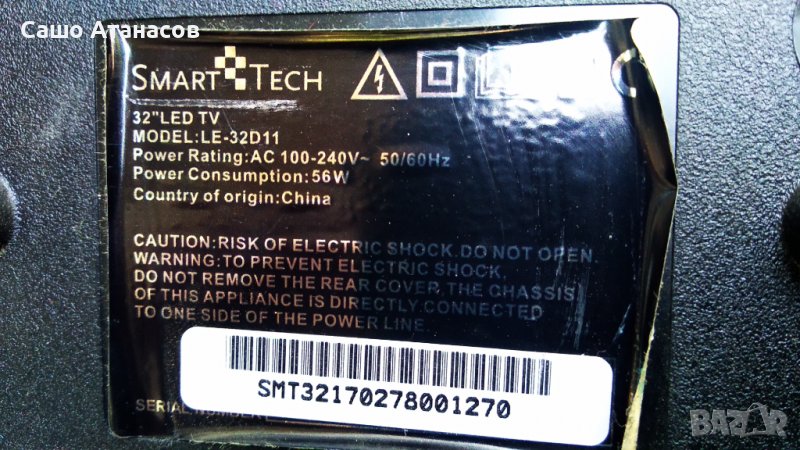 Сашо Атанасов
SMART TECH
32"LED TV
MODEL:LE-32D11
Power Rating:AC 100-240V~ 50/60Hz
Power Consumption:56W
Country of origin:China
CAUTION:RISK OF ELECTRIC SHOCK.DO NOT OPEN.
WARNING:TO PREVENT ELECTRIC SHOCK,
DO NOT REMOVE THE REAR COVER, THE CHASSIS
OF THIS APPLIANCE IS DIRECTLY CONNECTED
TO ONE SIDE OF THE POWER LINE.
SMT32170278001270
SERIAL NUMBER:
BAZAR